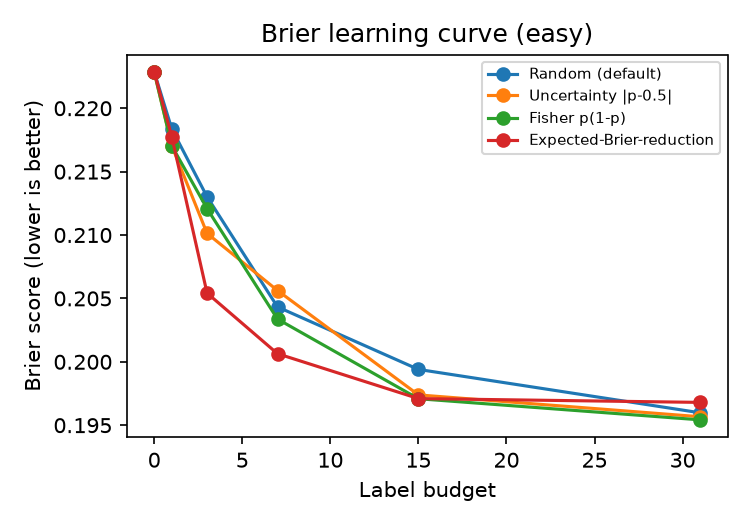 Brier learning curve (easy)
Brier score (lower is better)
0.220
0.215
0.210
0.205
0.200
0.195
Random (default)
Uncertainty |p-0.5|
Fisher p(1-p)
Expected-Brier-reduction
0 5 10 15 20 25 30
Label budget